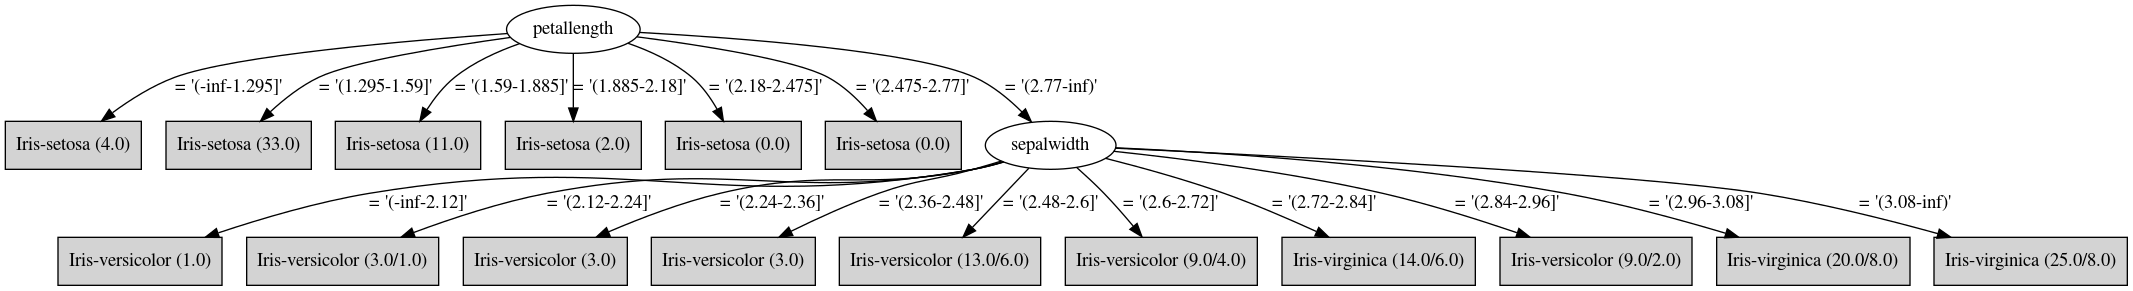 petallength
= '(-inf-1.295]'
= '(1.295-1.59]'
= '(1.59-1.885]'
= '(1.885-2.18]'
= '(2.18-2.475]'
= '(2.475-2.77]'
= '(2.77-inf)'
Iris-setosa (4.0)
Iris-setosa (33.0)
Iris-setosa (11.0)
Iris-setosa (2.0)
Iris-setosa (0.0)
Iris-setosa (0.0)
sepalwidth
= '(-inf-2.12]'
= '(2.12-2.24]'
= '(2.24-2.36]'
= '(2.36-2.48]'
= '(2.48-2.6]'
= '(2.6-2.72]'
= '(2.72-2.84]'
= '(2.84-2.96]'
= '(2.96-3.08]'
= '(3.08-inf)'
Iris-versicolor (1.0)
Iris-versicolor (3.0/1.0)
Iris-versicolor (3.0)
Iris-versicolor (3.0)
Iris-versicolor (13.0/6.0)
Iris-versicolor (9.0/4.0)
Iris-virginica (14.0/6.0)
Iris-versicolor (9.0/2.0)
Iris-virginica (20.0/8.0)
Iris-virginica (25.0/8.0)